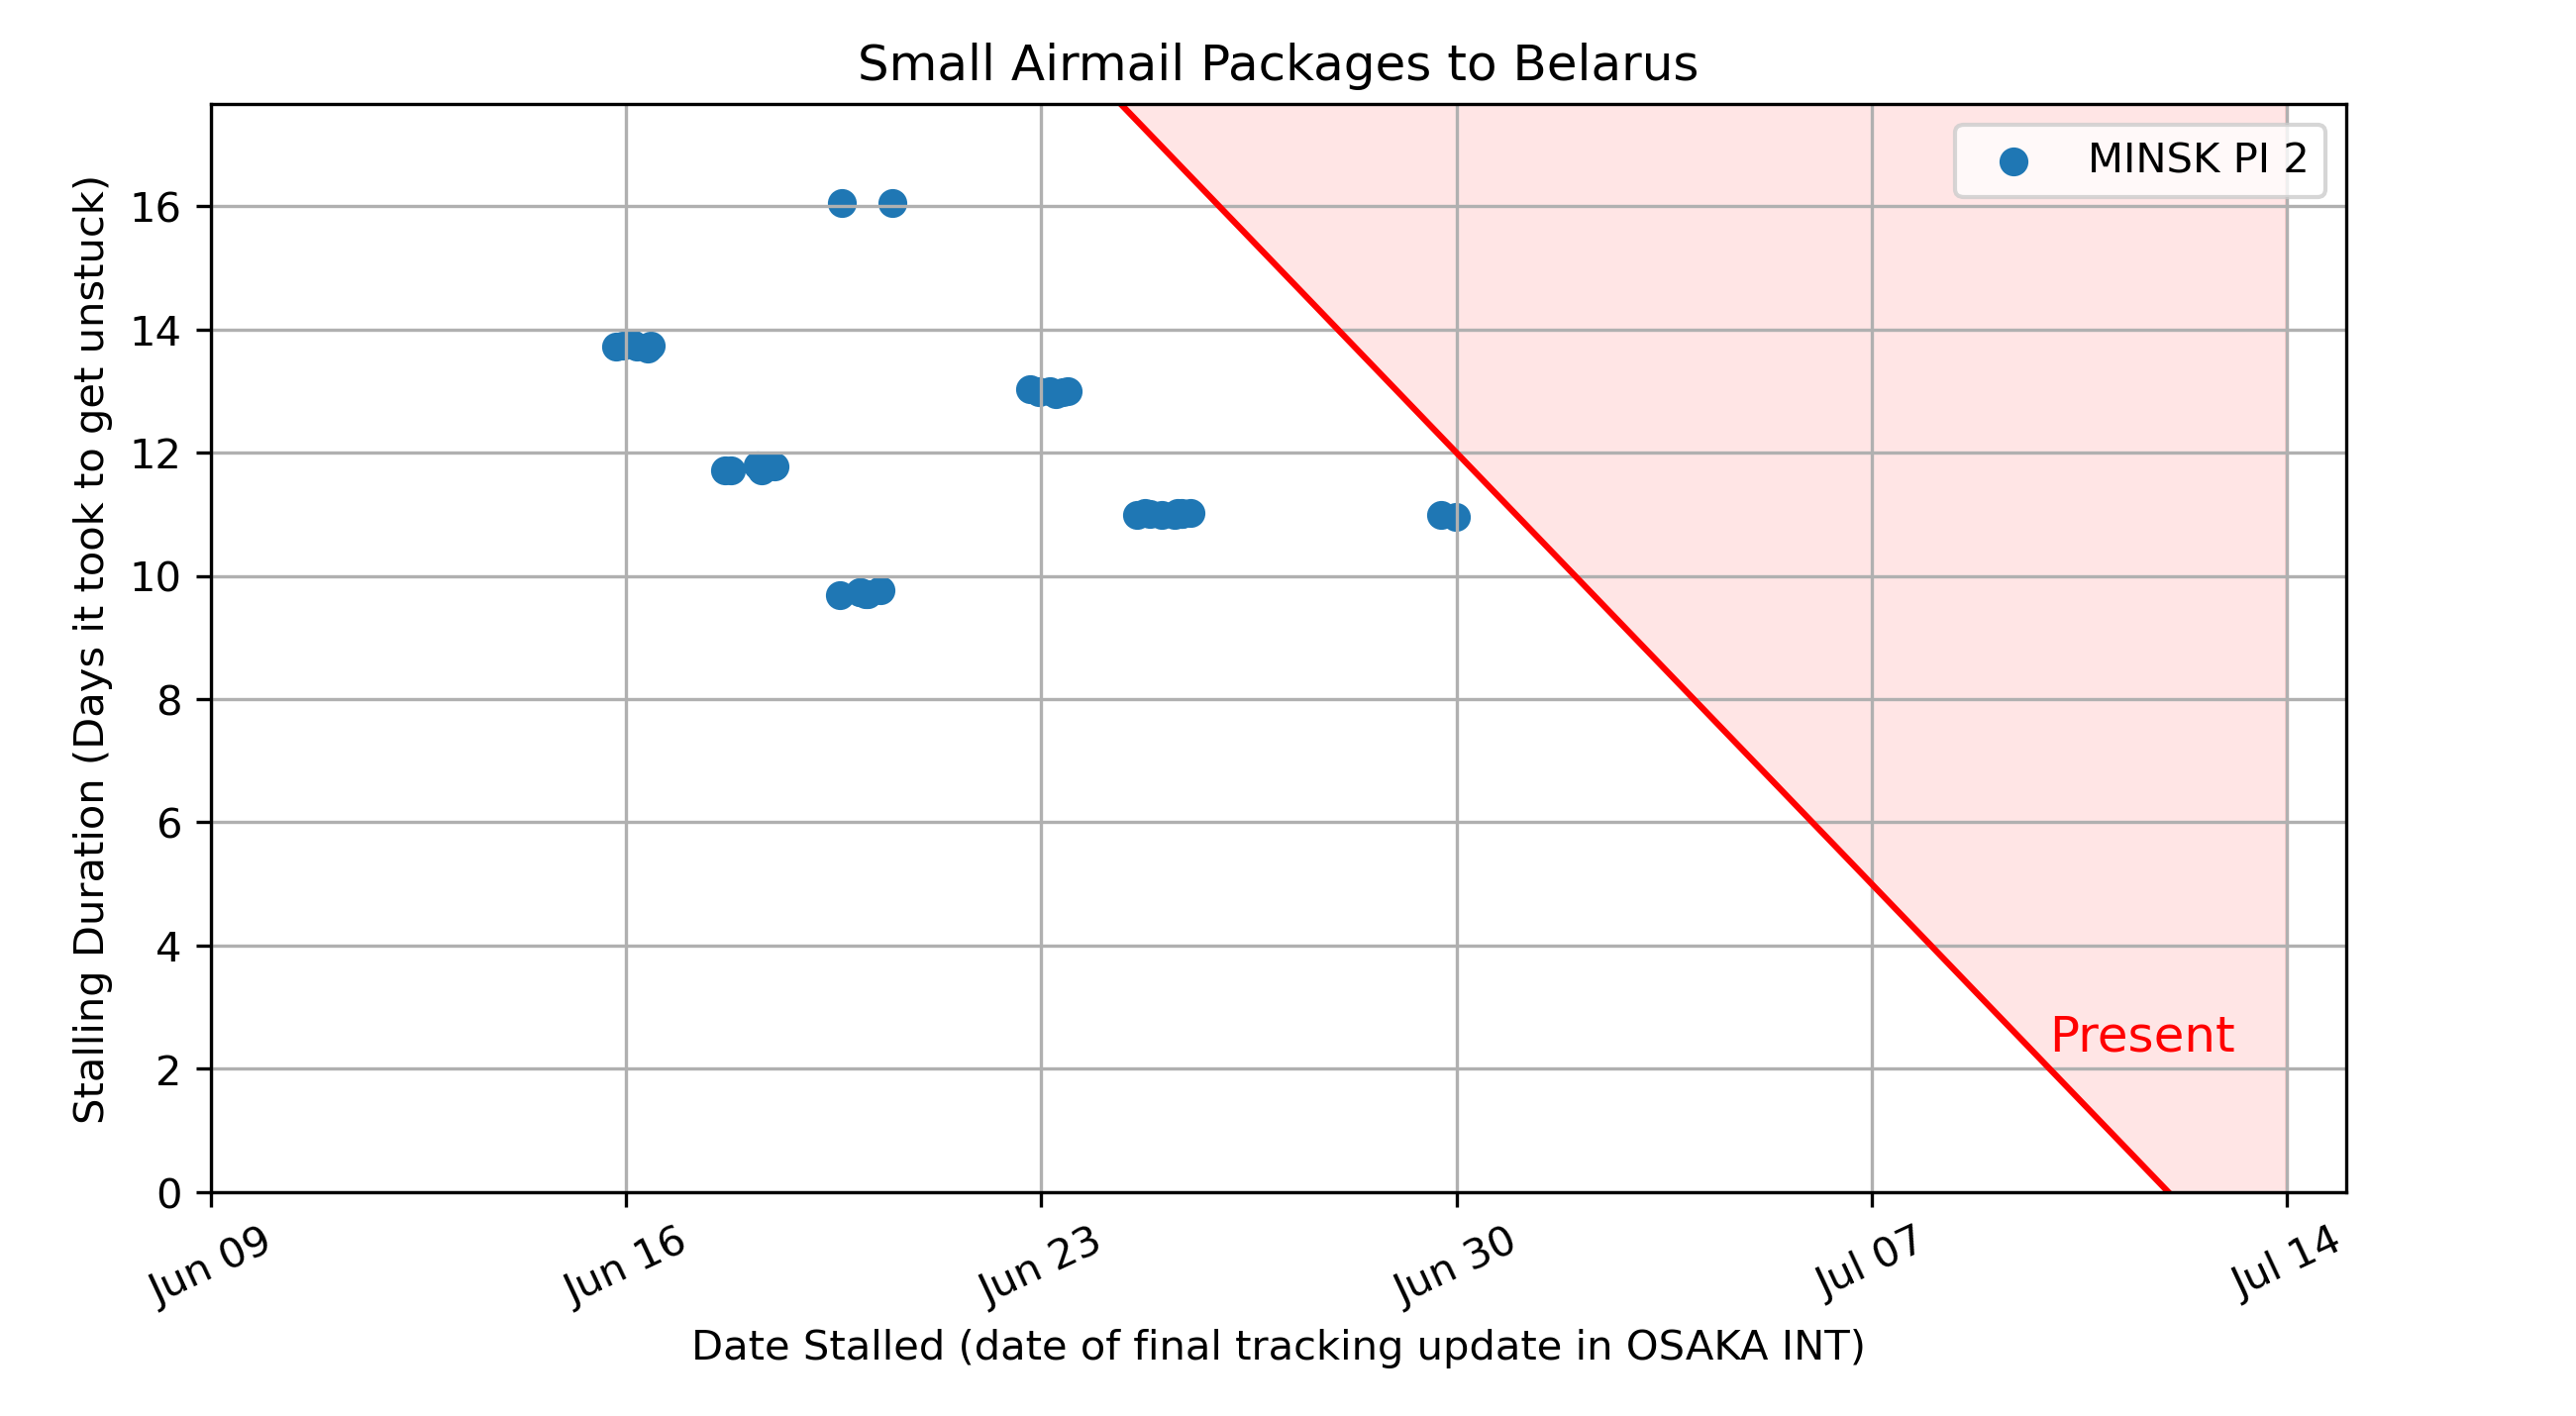 Small Airmail Packages to Belarus
MINSK PI 2
Stalling Duration (Days it took to get unstuck)
16
14
12
10
8
6
4
2
0
Present
Jun 09
Jun 16
Jun 23
Jun 30
Jul 07
Jul 14
Date Stalled (date of final tracking update in OSAKA INT)